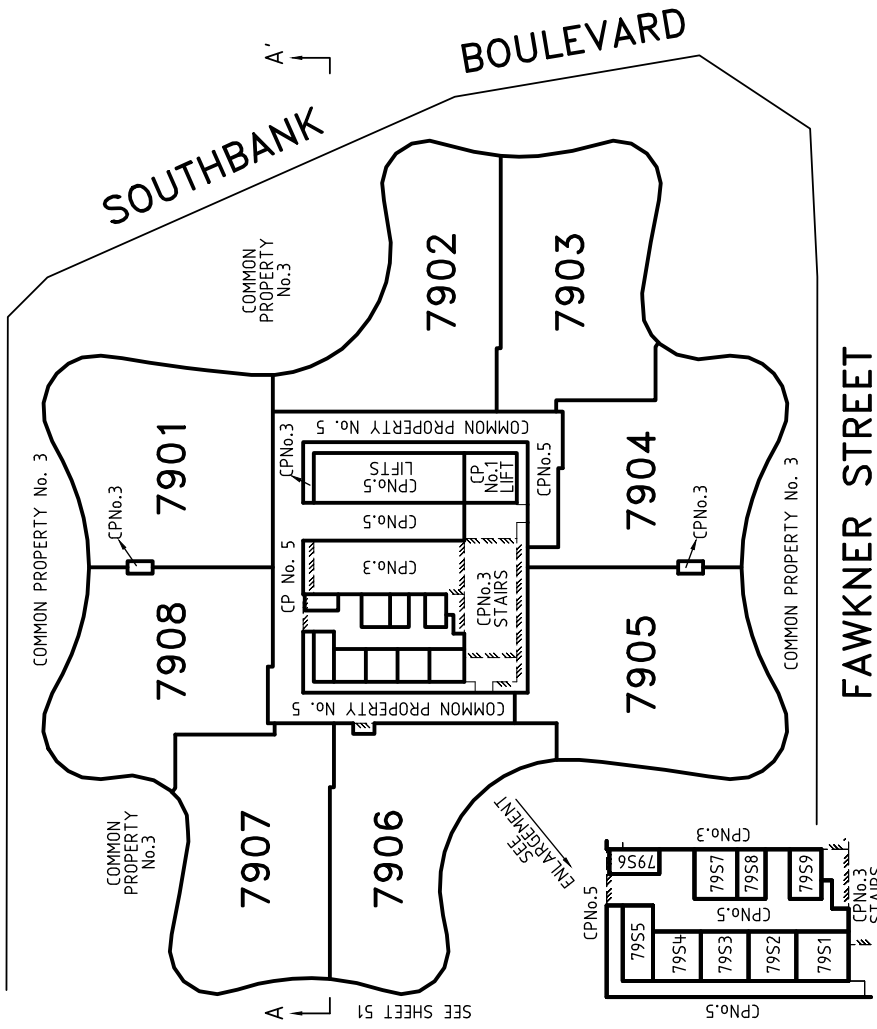 A'
SOUTHBANK BOULEVARD
COMMON
PROPERTY
No.3
7902
7903
COMMON PROPERTY No. 3
7901
CPNo.3
CPNo.3
COMMON PROPERTY No. 5
CPNo.5
LIFTS
CP
No.1
LIFT
CPNo.5
CPNo.5
7904
CPNo.3
COMMON PROPERTY No. 3
FAWKNER STREET
7908
CP No. 5
CPNo.3
CPNo.3
STAIRS
7905
COMMON PROPERTY No. 5
COMMON
PROPERTY
No.3
7907
7906
SEE
ENLARGEMENT
A
SEE SHEET 51
CPNo.5
CPNo.3
79S6
79S7
79S8
79S9
CPNo.5
CPNo.3
STAIRS
79S5
79S4
79S3
79S2
79S1
CPNo.5